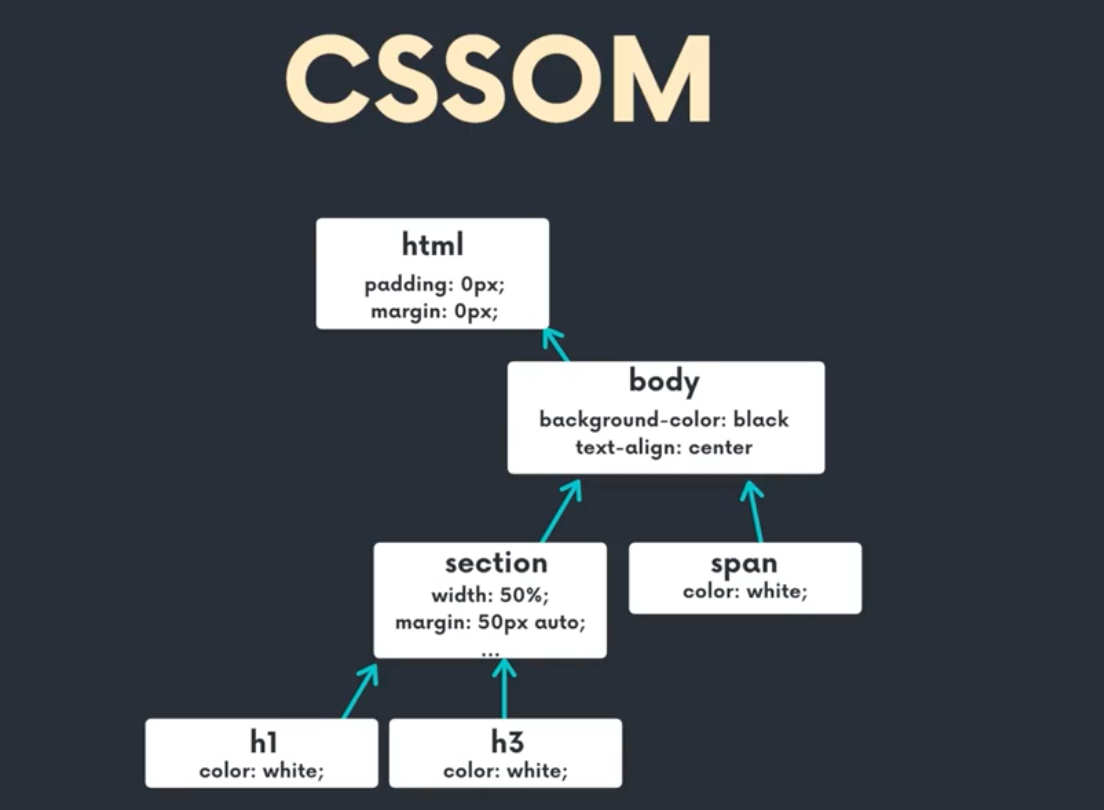 CSSOM
html
padding: 0px;
margin: 0px;
body
background-color: black
text-align: center
section
width: 50%;
margin: 50px auto;
...
span
color: white;
h1
color: white;
h3
color: white;